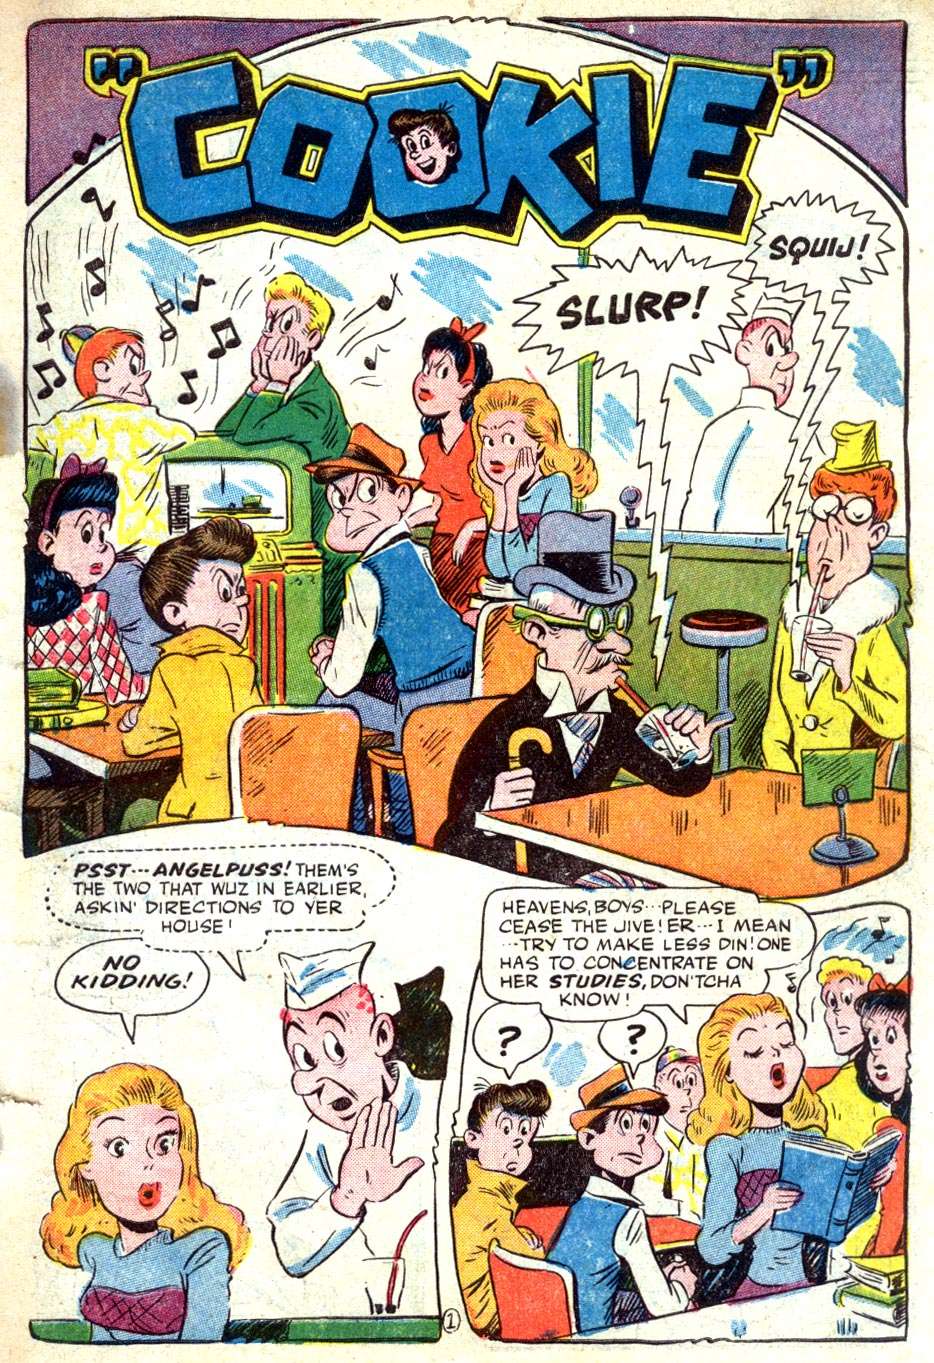 "COOKIE"
SLURP!
SQUIJ!
PSST---ANGELPUSS! THEM'S
THE TWO THAT WUZ IN EARLIER,
ASKIN' DIRECTIONS TO YER
HOUSE!
NO
KIDDING!
HEAVENS, BOYS---PLEASE
CEASE THE JIVE! ER---I MEAN
---TRY TO MAKE LESS DIN! ONE
HAS TO CONCENTRATE ON
HER STUDIES, DON'TCHA
KNOW!
?
?
1